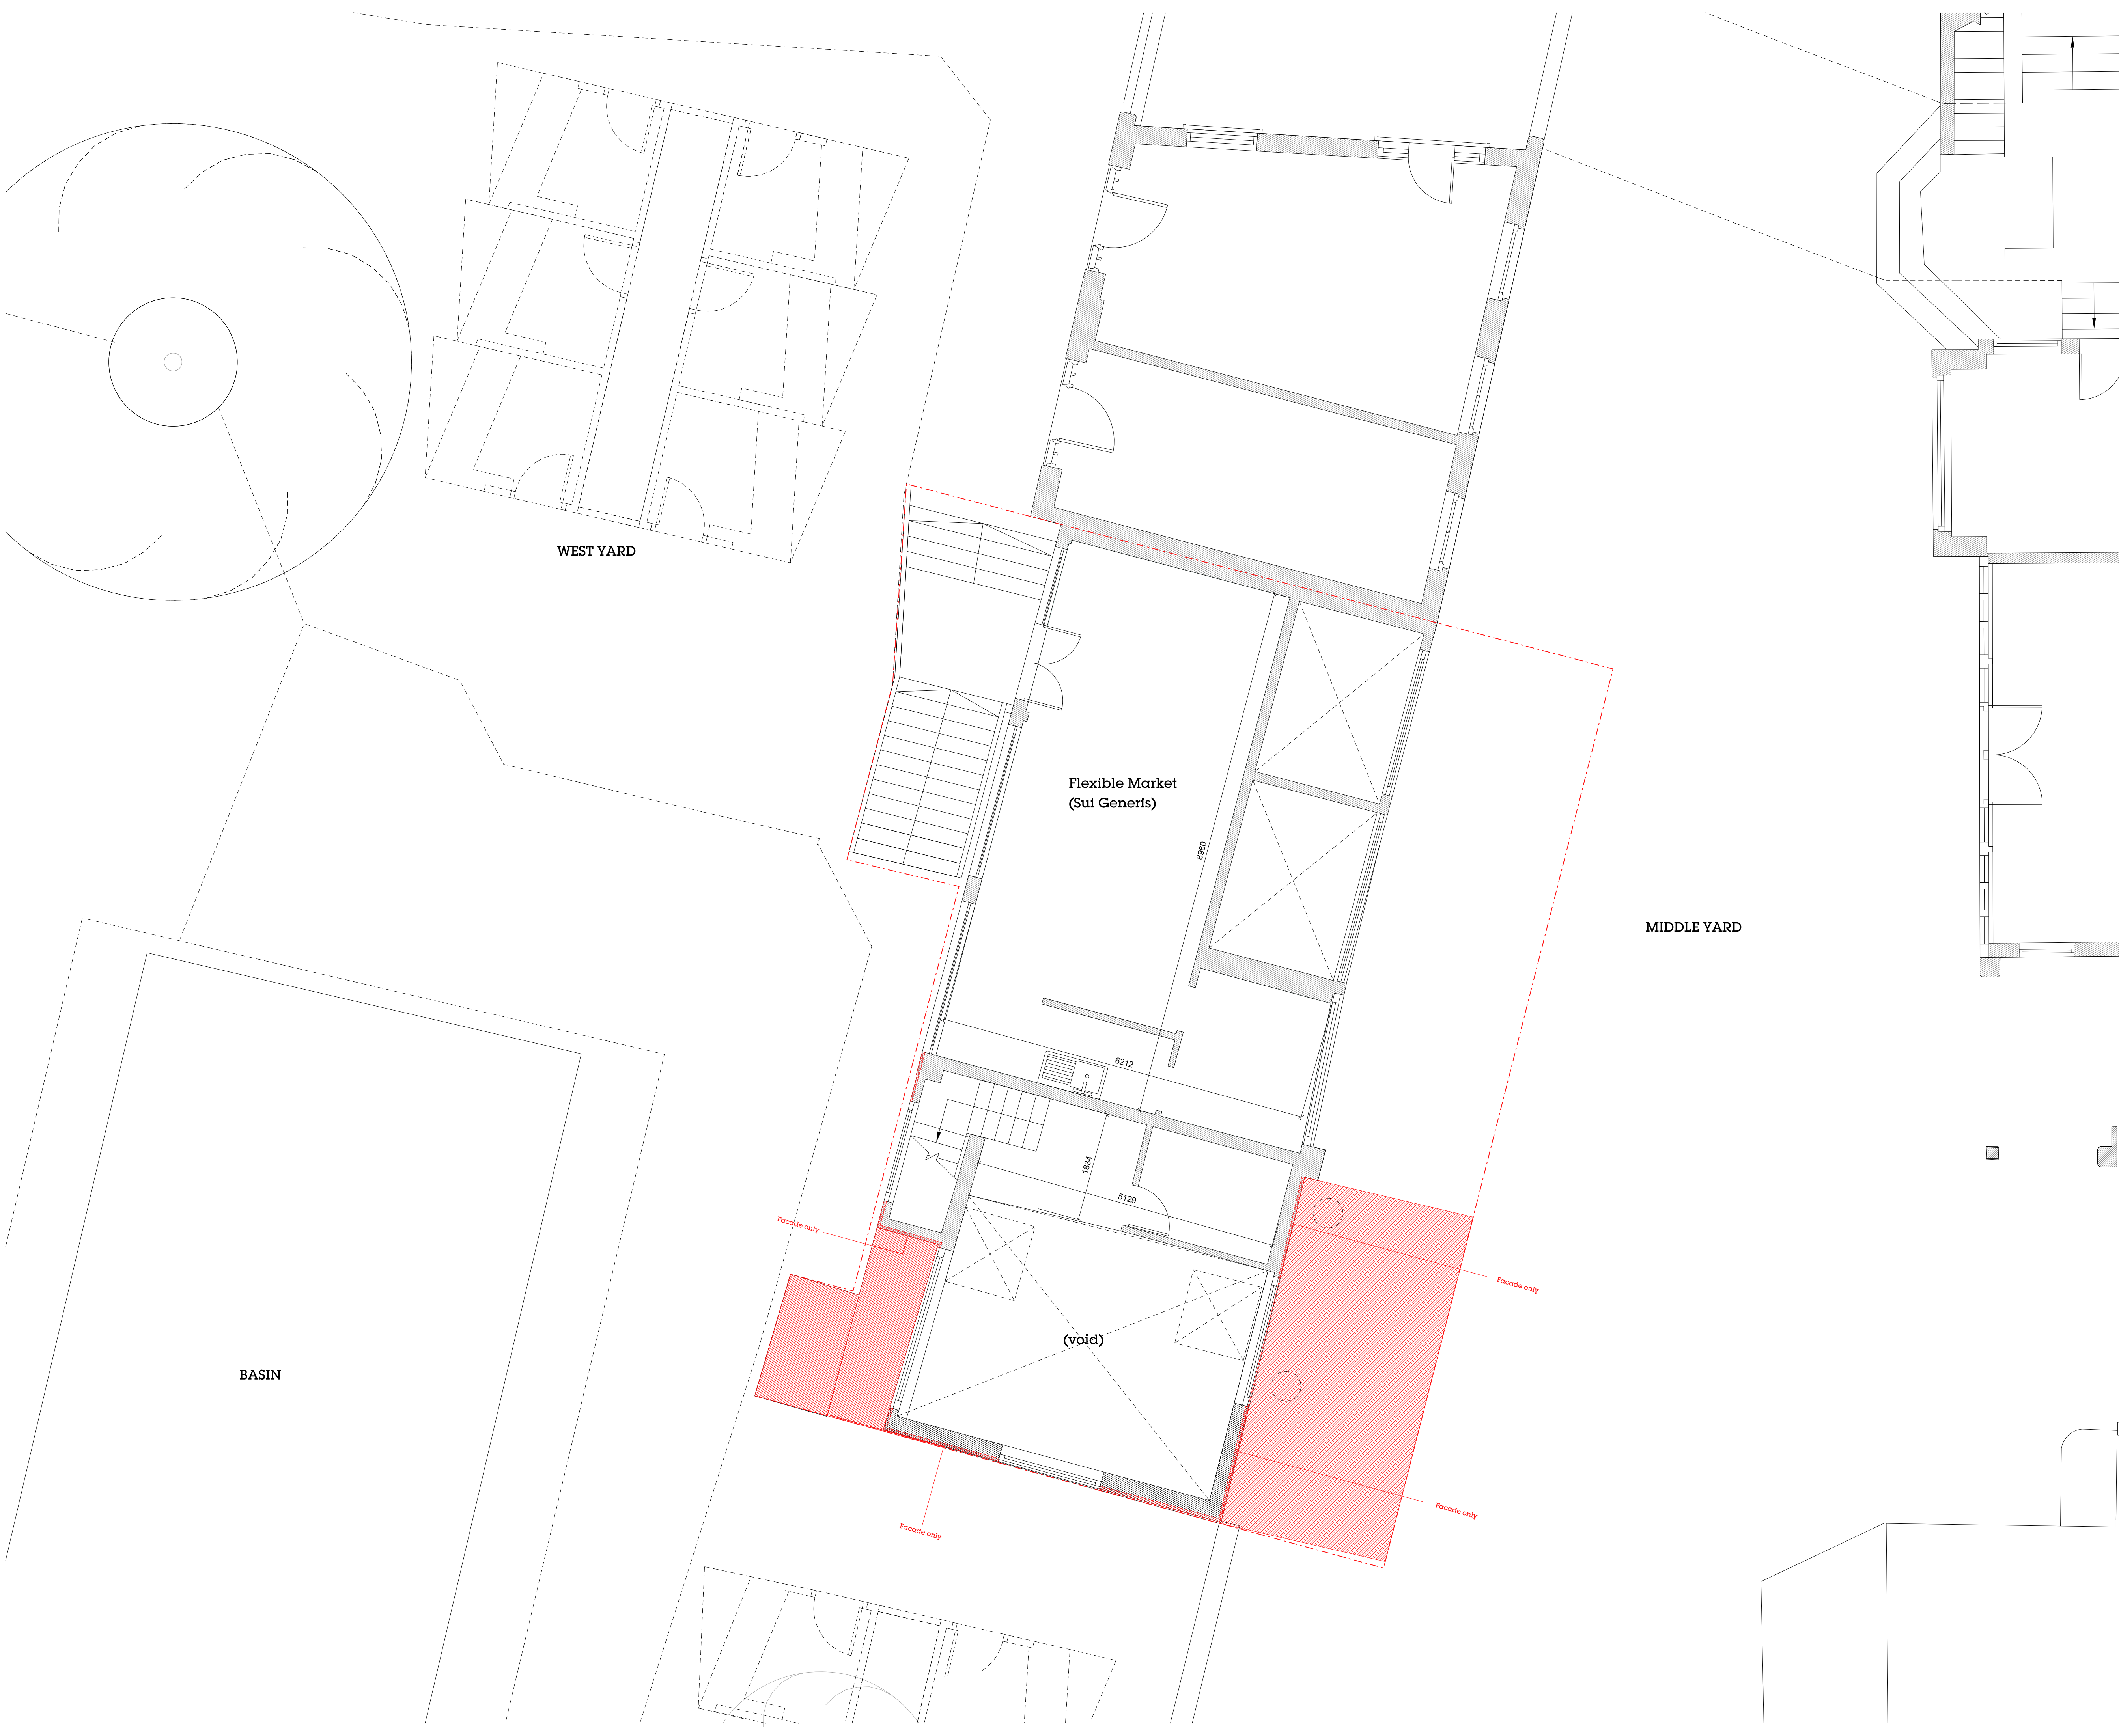 WEST YARD
Flexible Market
(Sui Generis)
8960
MIDDLE YARD
6212
1834
5129
Facade only
Facade only
(void)
BASIN
Facade only
Facade only